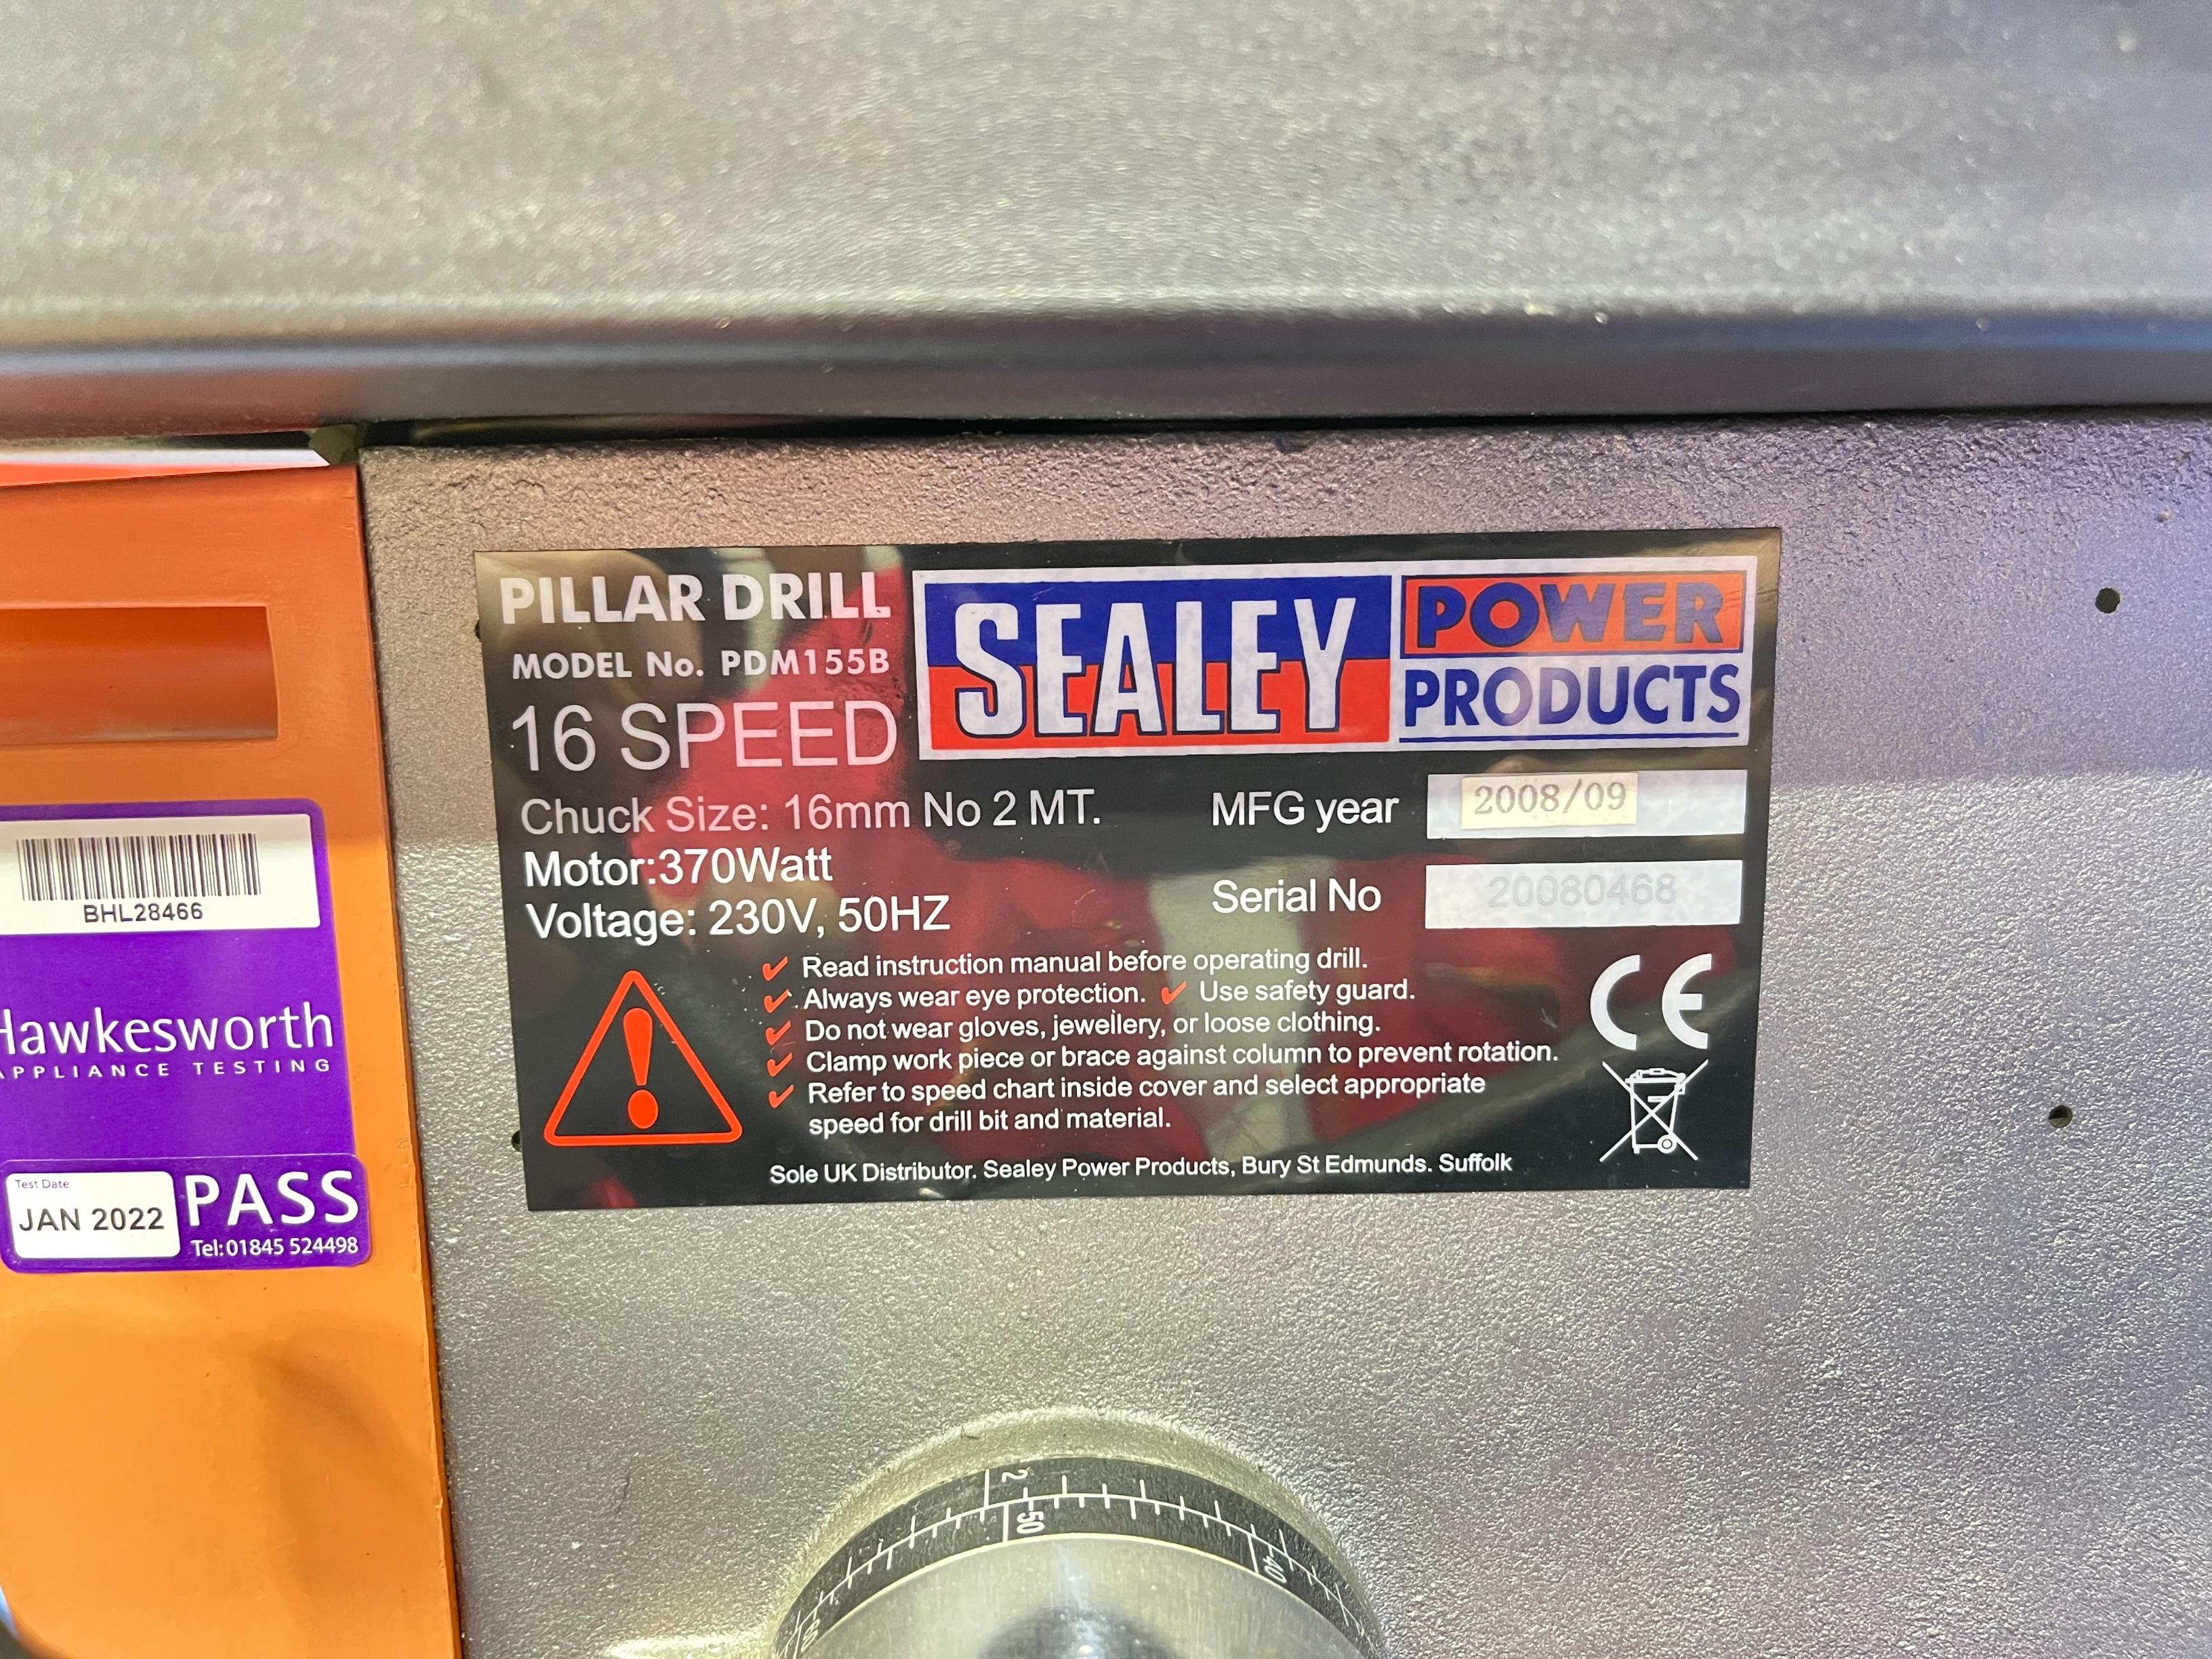 PILLAR DRILL
MODEL No. PDM155B
16 SPEED
SEALEY
POWER
PRODUCTS
Chuck Size: 16mm No 2 MT.
Motor:370Watt
Voltage: 230V, 50HZ
MFG year 2008/09
Serial No 20080468
✓ Read instruction manual before operating drill.
✓ Always wear eye protection. ✓ Use safety guard.
✓ Do not wear gloves, jewellery, or loose clothing.
✓ Clamp work piece or brace against column to prevent rotation.
✓ Refer to speed chart inside cover and select appropriate
speed for drill bit and material.
CE
Sole UK Distributor. Sealey Power Products, Bury St Edmunds. Suffolk
BHL28466
Hawkesworth
APPLIANCE TESTING
Test Date
JAN 2022
PASS
Tel: 01845 524498
2
60
50
40